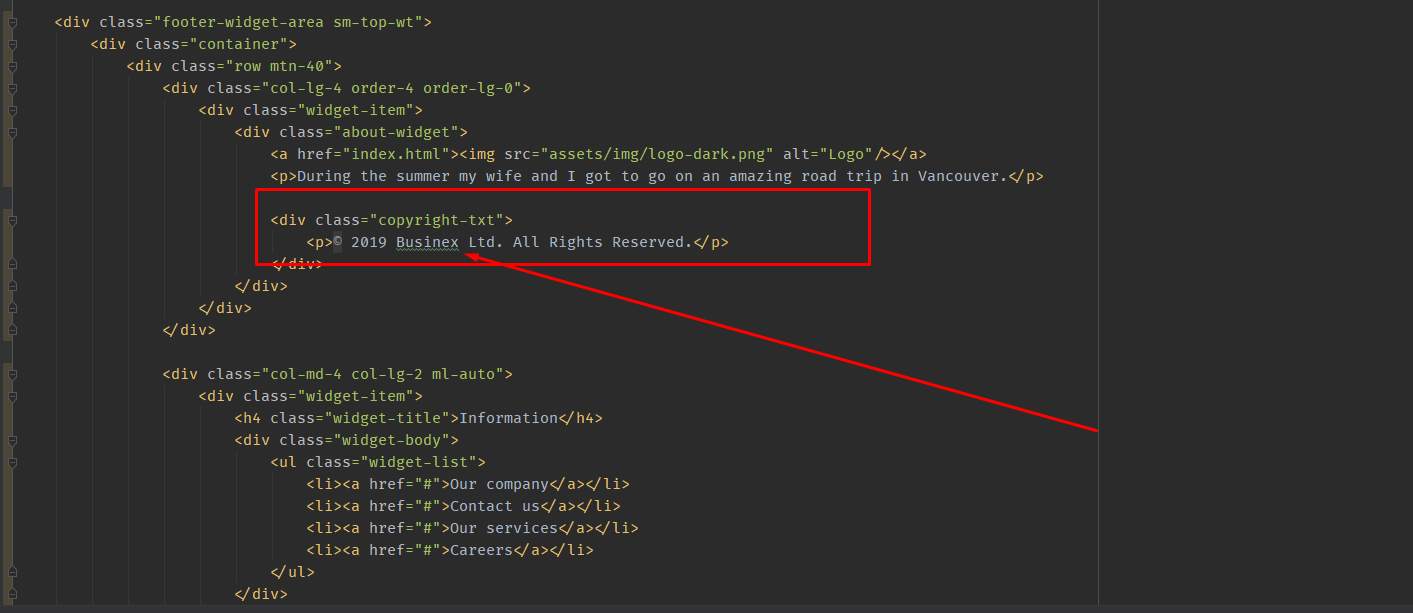 <div class="footer-widget-area sm-top-wt">
<div class="container">
<div class="row mtn-40">
<div class="col-lg-4 order-4 order-lg-0">
<div class="widget-item">
<div class="about-widget">
<a href="index.html"><img src="assets/img/logo-dark.png" alt="Logo"/></a>
<p>During the summer my wife and I got to go on an amazing road trip in Vancouver.</p>
<div class="copyright-txt">
<p>© 2019 Businex Ltd. All Rights Reserved.</p>
</div>
</div>
</div>
</div>
<div class="col-md-4 col-lg-2 ml-auto">
<div class="widget-item">
<h4 class="widget-title">Information</h4>
<div class="widget-body">
<ul class="widget-list">
<li><a href="#">Our company</a></li>
<li><a href="#">Contact us</a></li>
<li><a href="#">Our services</a></li>
<li><a href="#">Careers</a></li>
</ul>
</div>